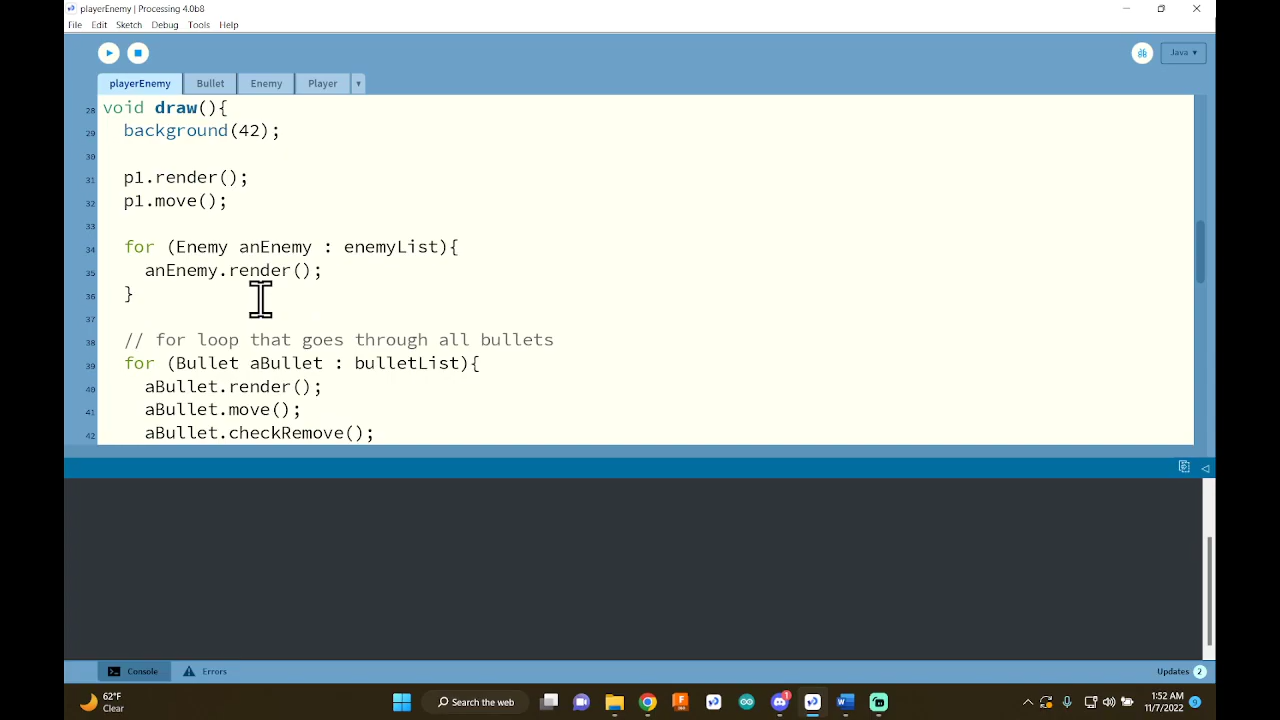 playerEnemy | Processing 4.0b8
File Edit Sketch Debug Tools Help
Java ▾
playerEnemy Bullet Enemy Player ▾
28 void draw(){
29 background(42);
30
31 p1.render();
32 p1.move();
33
34 for (Enemy anEnemy : enemyList){
35 anEnemy.render();
36 }
37
38 // for loop that goes through all bullets
39 for (Bullet aBullet : bulletList){
40 aBullet.render();
41 aBullet.move();
42 aBullet.checkRemove();
Console Errors Updates 2
62°F
Clear
Search the web
1
1:52 AM
11/7/2022
9